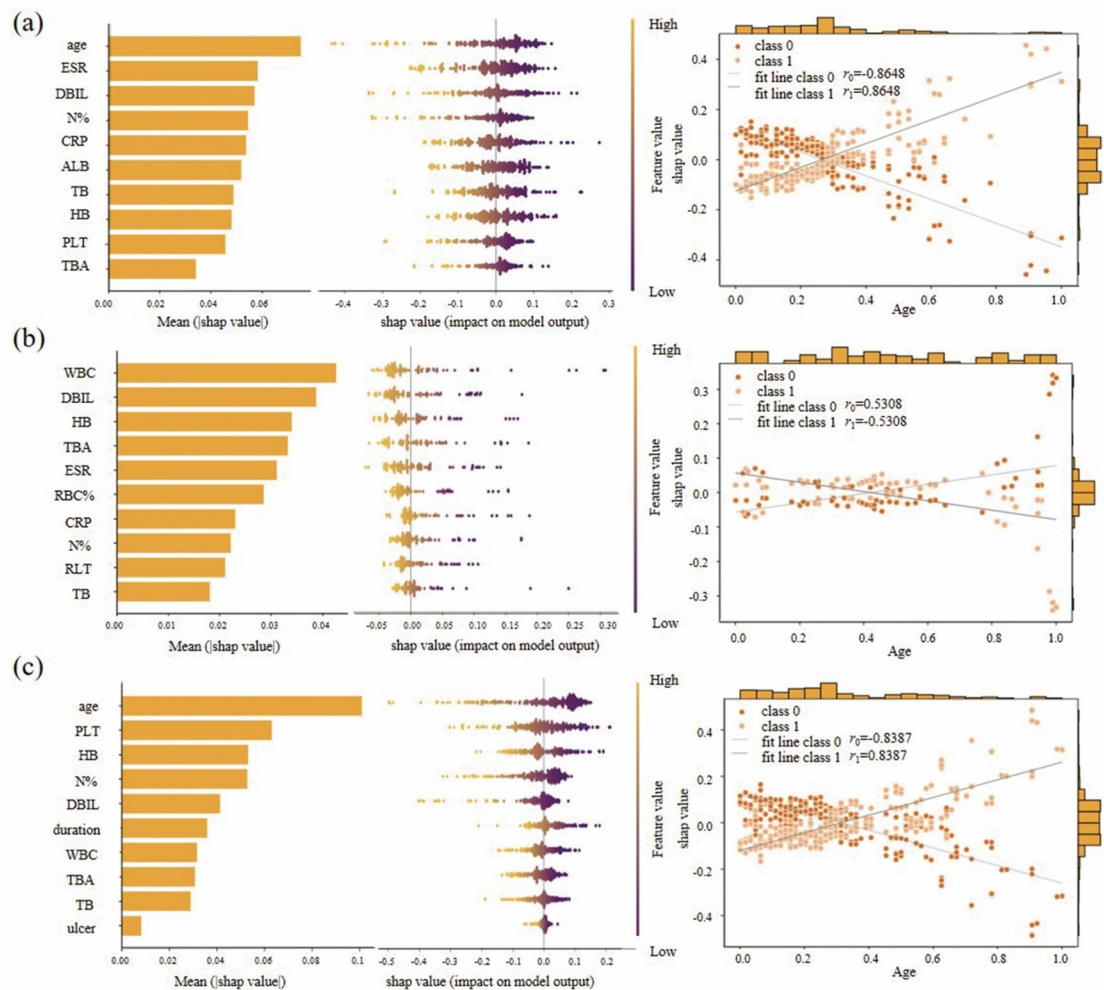 (a)
age
ESR
DBIL
N%
CRP
ALB
TB
HB
PLT
TBA
0.00 0.02 0.04 0.06
Mean (|shap value|)
-0.4 -0.3 -0.2 -0.1 0.0 0.1 0.2 0.3
shap value (impact on model output)
High
Low
class 0
class 1
fit line class 0 r0=-0.8648
fit line class 1 r1=0.8648
Feature value
shap value
0.4
0.2
0.0
-0.2
-0.4
0.0 0.2 0.4 0.6 0.8 1.0
Age
(b)
WBC
DBIL
HB
TBA
ESR
RBC%
CRP
N%
RLT
TB
0.00 0.01 0.02 0.03 0.04
Mean (|shap value|)
-0.05 0.00 0.05 0.10 0.15 0.20 0.25 0.30
shap value (impact on model output)
High
Low
class 0
class 1
fit line class 0 r0=0.5308
fit line class 1 r1=-0.5308
Feature value
shap value
0.3
0.2
0.1
0.0
-0.1
-0.2
-0.3
0.0 0.2 0.4 0.6 0.8 1.0
Age
(c)
age
PLT
HB
N%
DBIL
duration
WBC
TBA
TB
ulcer
0.00 0.02 0.04 0.06 0.08 0.1
Mean (|shap value|)
-0.5 -0.4 -0.3 -0.2 -0.1 0.0 0.1 0.2
shap value (impact on model output)
High
Low
class 0
class 1
fit line class 0 r0=-0.8387
fit line class 1 r1=0.8387
Feature value
shap value
0.4
0.2
0.0
-0.2
-0.4
0.0 0.2 0.4 0.6 0.8 1.0
Age